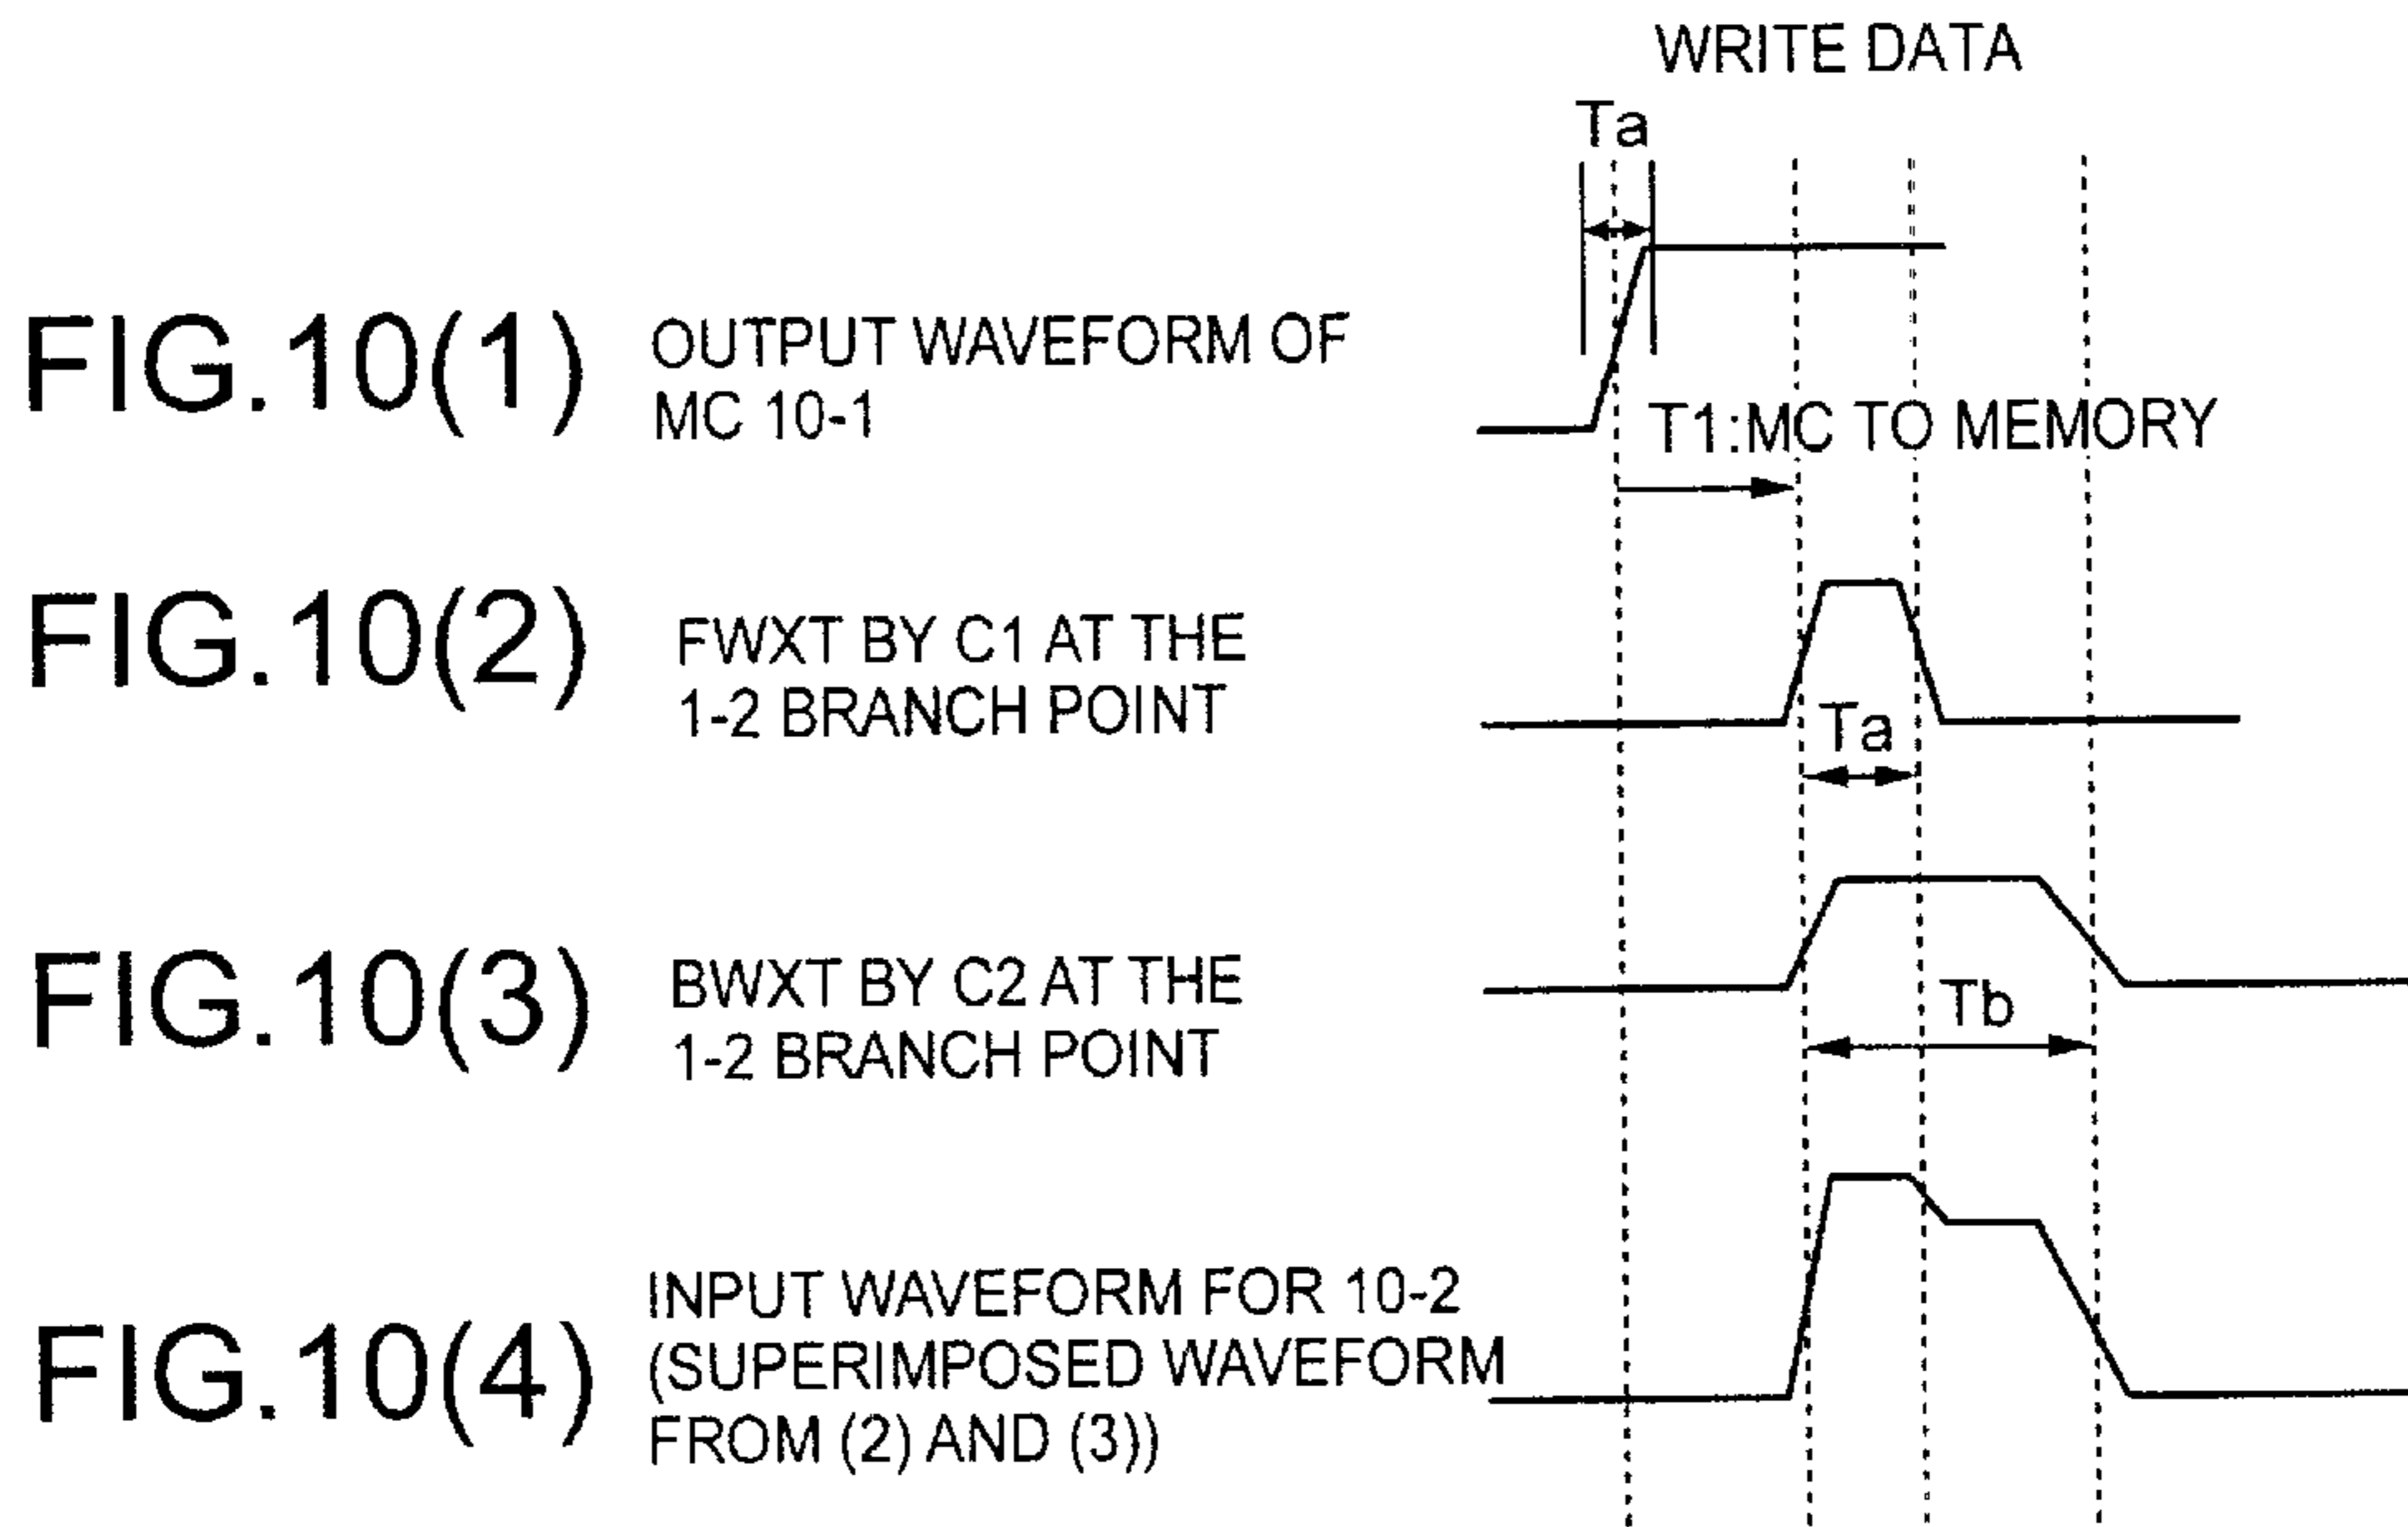 WRITE DATA
Ta
FIG.10(1)
OUTPUT WAVEFORM OF
MC 10-1
T1:MC TO MEMORY
FIG.10(2)
FWXT BY C1 AT THE
1-2 BRANCH POINT
Ta
FIG.10(3)
BWXT BY C2 AT THE
1-2 BRANCH POINT
Tb
FIG.10(4)
INPUT WAVEFORM FOR 10-2
(SUPERIMPOSED WAVEFORM
FROM (2) AND (3))